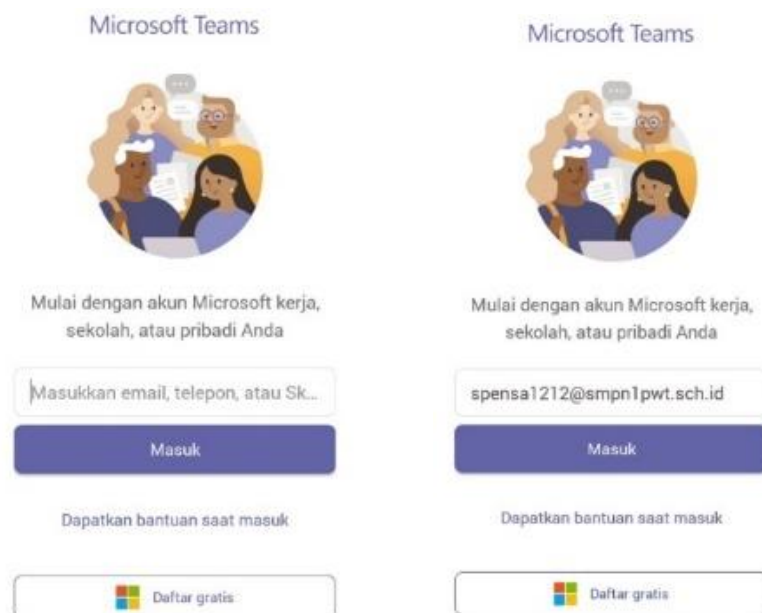 Microsoft Teams
Mulai dengan akun Microsoft kerja,
sekolah, atau pribadi Anda
Masukkan email, telepon, atau Sk...
Masuk
Dapatkan bantuan saat masuk
Daftar gratis
Microsoft Teams
Mulai dengan akun Microsoft kerja,
sekolah, atau pribadi Anda
spensa1212@smpn1pwt.sch.id
Masuk
Dapatkan bantuan saat masuk
Daftar gratis